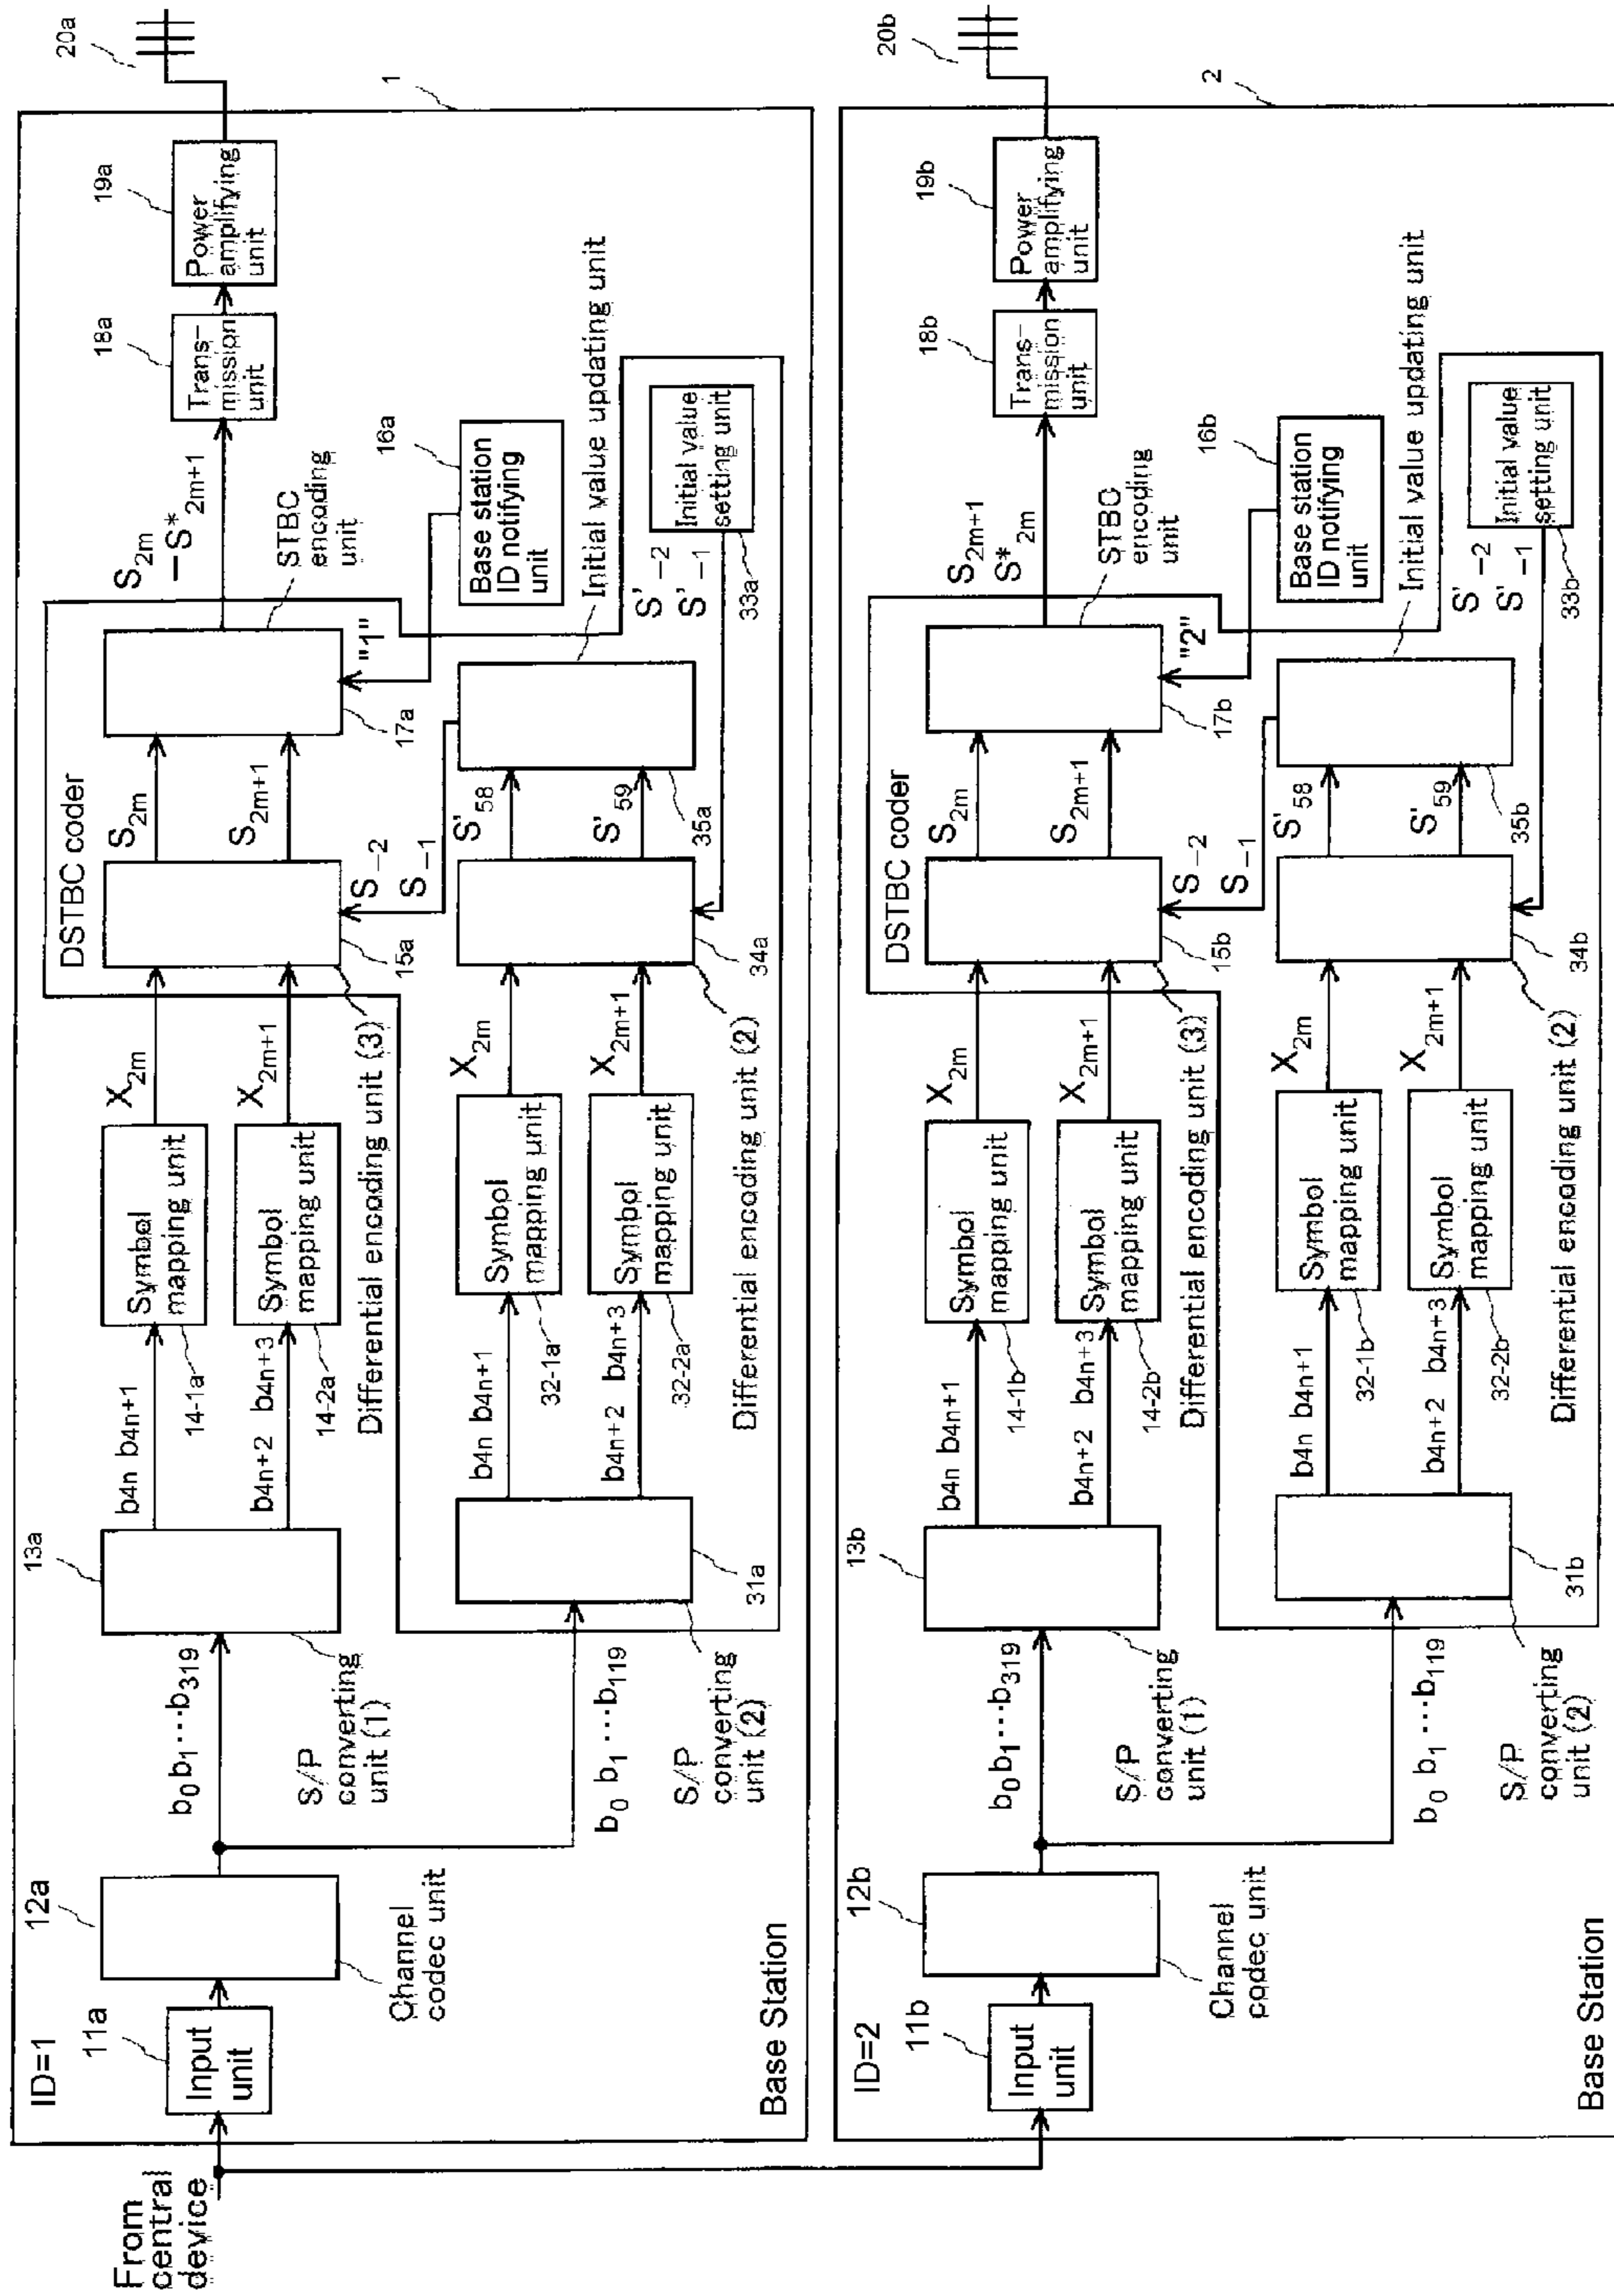 From
central
device
ID=1
11a
Input
unit
12a
Channel
codec unit
b0 b1 ⋯ b319
b0 b1 ⋯ b119
13a
S/P
converting
unit (1)
S/P
converting
unit (2)
31a
b4n b4n+1
b4n+2 b4n+3
b4n b4n+1
b4n+2 b4n+3
Symbol
mapping unit
14-1a
Symbol
mapping unit
14-2a
Symbol
mapping unit
32-1a
Symbol
mapping unit
32-2a
X2m
X2m+1
X2m
X2m+1
Differential encoding unit (3)
Differential encoding unit (2)
DSTBC coder
15a
34a
S2m
S2m+1
S-2
S-1
S'58
S'59
17a
35a
"1"
STBC
encoding
unit
Initial value updating unit
S2m
-S*2m+1
16a
Base station
ID notifying
unit
S'-2
S'-1
Initial value
setting unit
33a
18a
Trans-
mission
unit
19a
Power
amplifying
unit
20a
1
Base Station
ID=2
11b
Input
unit
12b
Channel
codec unit
b0 b1 ⋯ b319
b0 b1 ⋯ b119
13b
S/P
converting
unit (1)
S/P
converting
unit (2)
31b
b4n b4n+1
b4n+2 b4n+3
b4n b4n+1
b4n+2 b4n+3
Symbol
mapping unit
14-1b
Symbol
mapping unit
14-2b
Symbol
mapping unit
32-1b
Symbol
mapping unit
32-2b
X2m
X2m+1
X2m
X2m+1
Differential encoding unit (3)
Differential encoding unit (2)
DSTBC coder
15b
34b
S2m
S2m+1
S-2
S-1
S'58
S'59
17b
35b
"2"
STBC
encoding
unit
Initial value updating unit
S2m+1
S*2m
16b
Base station
ID notifying
unit
S'-2
S'-1
Initial value
setting unit
33b
18b
Trans-
mission
unit
19b
Power
amplifying
unit
20b
2
Base Station